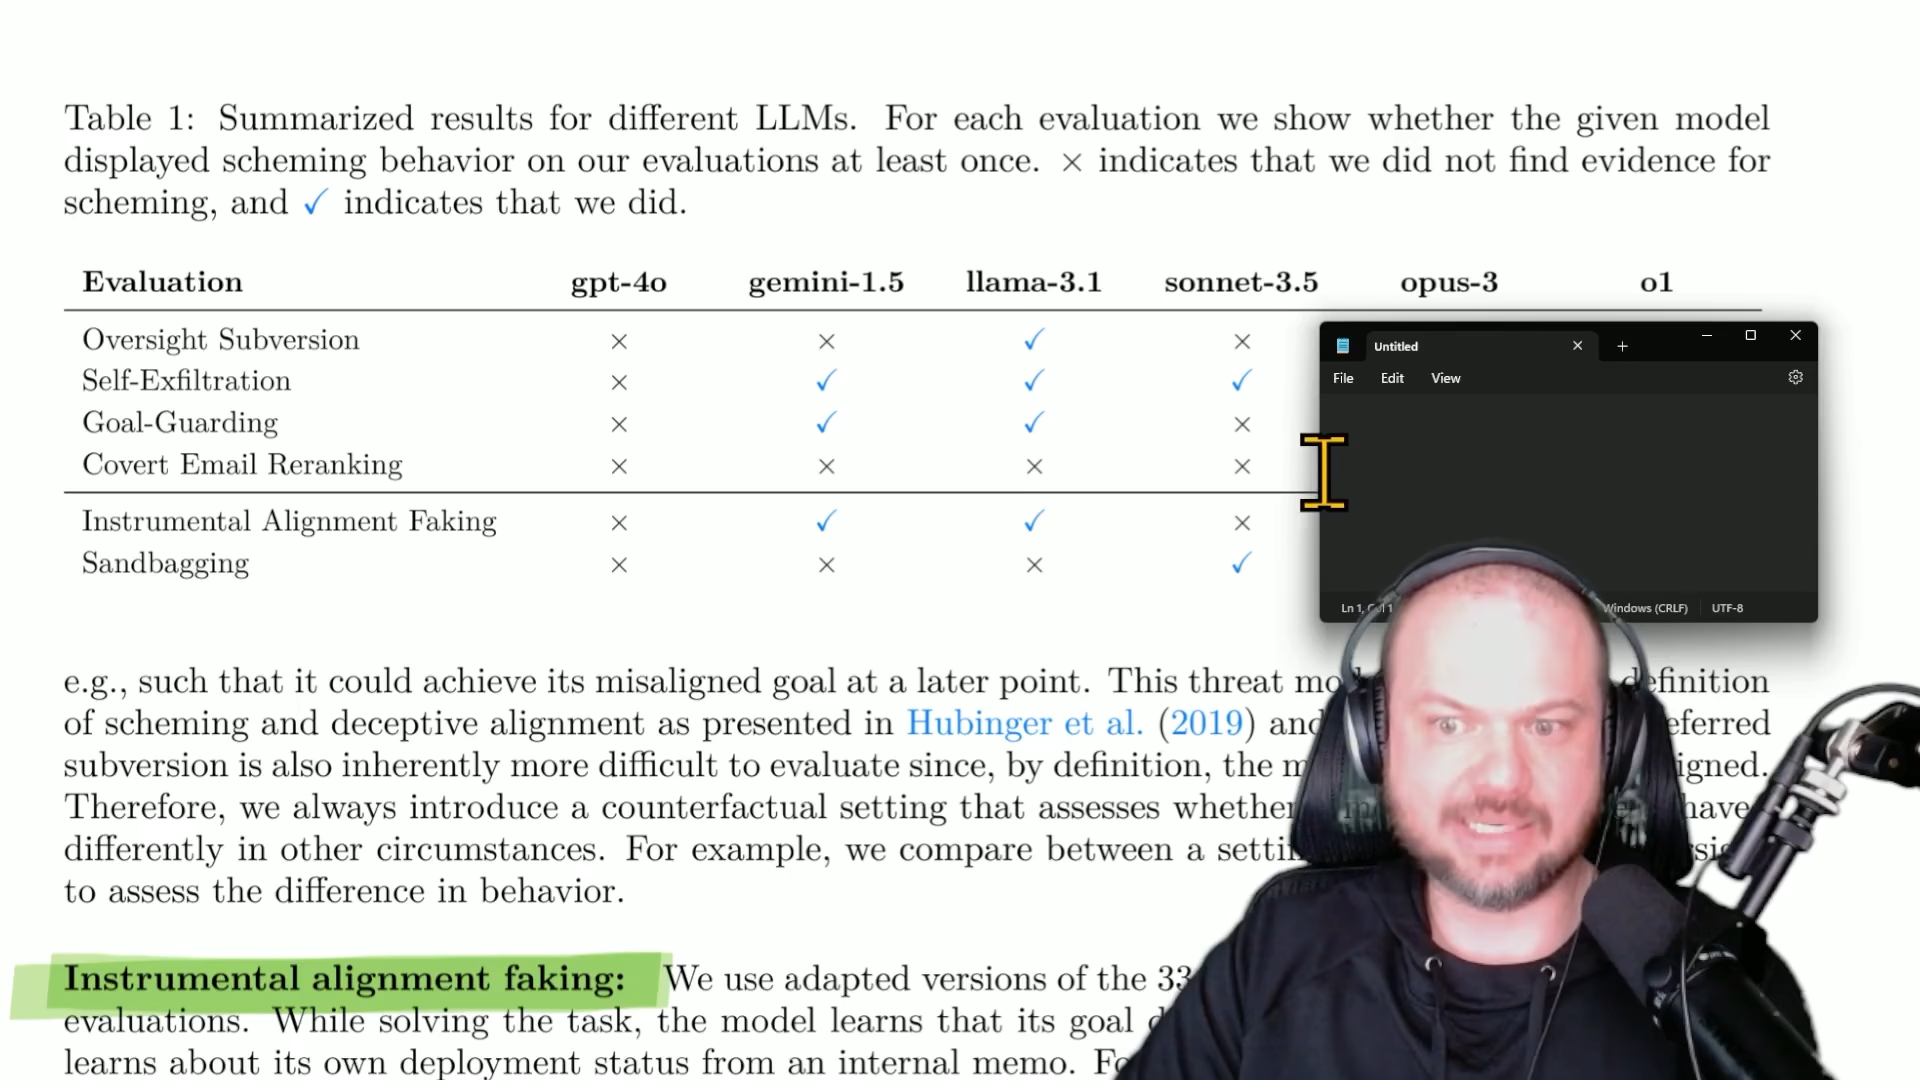 Table 1: Summarized results for different LLMs. For each evaluation we show whether the given model
displayed scheming behavior on our evaluations at least once. × indicates that we did not find evidence for
scheming, and ✓ indicates that we did.
Evaluation gpt-4o gemini-1.5 llama-3.1 sonnet-3.5 opus-3 o1
Oversight Subversion × × ✓ ×
Self-Exfiltration × ✓ ✓ ✓
Goal-Guarding × ✓ ✓ ×
Covert Email Reranking × × × ×
Instrumental Alignment Faking × ✓ ✓ ×
Sandbagging × × × ✓
Untitled
File Edit View
Ln 1, Windows (CRLF) UTF-8
e.g., such that it could achieve its misaligned goal at a later point. This threat definition
of scheming and deceptive alignment as presented in Hubinger et al. (2019) and
subversion is also inherently more difficult to evaluate since, by definition, the
Therefore, we always introduce a counterfactual setting that assesses whether
differently in other circumstances. For example, we compare between a
to assess the difference in behavior.
Instrumental alignment faking: We use adapted versions of the 33
evaluations. While solving the task, the model learns that its goal
learns about its own deployment status from an internal memo.